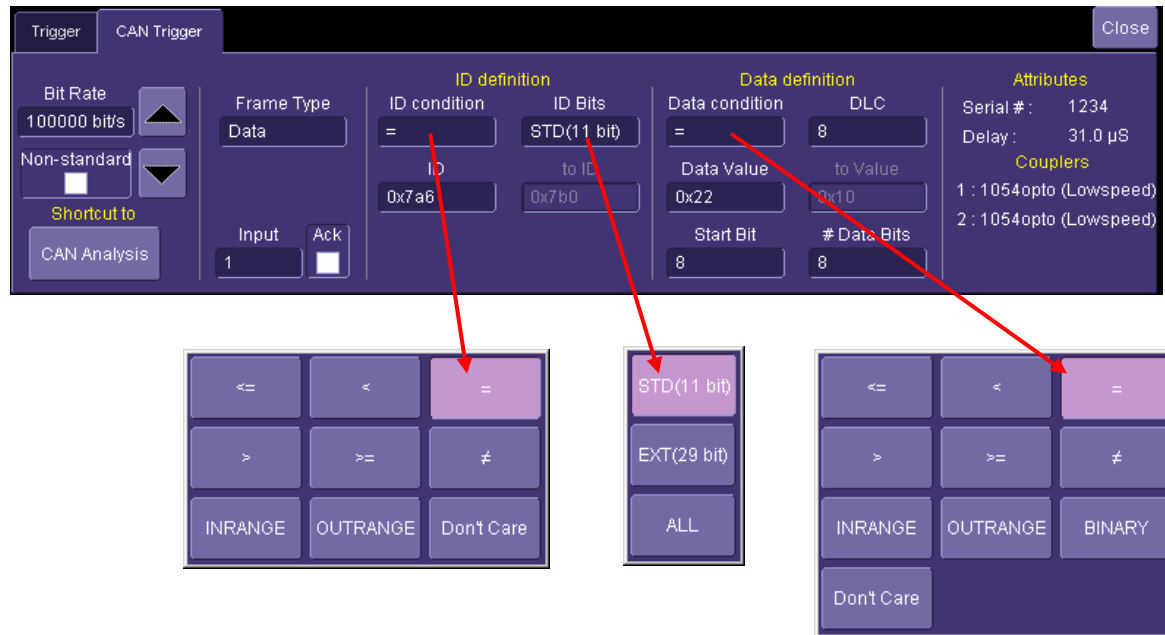 Trigger
CAN Trigger
Close
Bit Rate
100000 bit/s
Non-standard
Shortcut to
CAN Analysis
Frame Type
Data
Input
Ack
1
ID definition
ID condition
ID Bits
=
STD(11 bit)
ID
to ID
0x7a6
0x7b0
Data definition
Data condition
DLC
=
8
Data Value
to Value
0x22
0x10
Start Bit
# Data Bits
8
8
Attributes
Serial # : 1234
Delay : 31.0 µS
Couplers
1 : 1054opto (Lowspeed)
2 : 1054opto (Lowspeed)
<=
<
=
>
>=
≠
INRANGE
OUTRANGE
Don't Care
STD(11 bit)
EXT(29 bit)
ALL
<=
<
=
>
>=
≠
INRANGE
OUTRANGE
BINARY
Don't Care